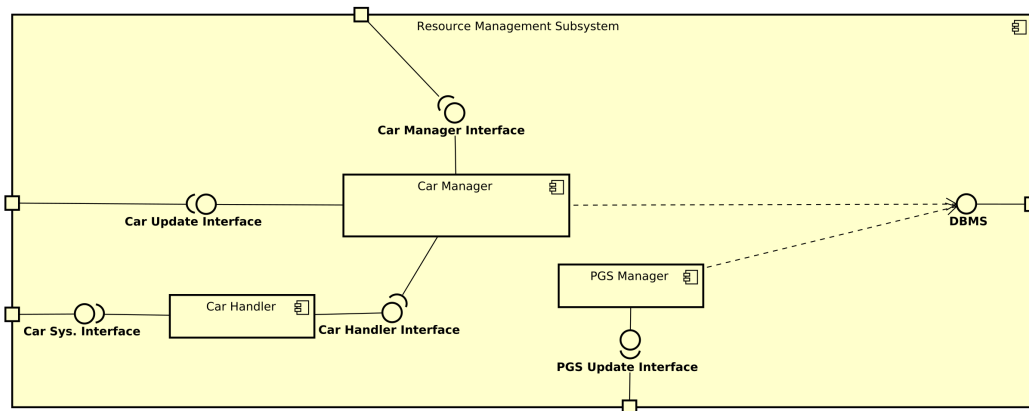 Resource Management Subsystem
Car Manager Interface
Car Manager
Car Update Interface
DBMS
PGS Manager
Car Handler
Car Sys. Interface
Car Handler Interface
PGS Update Interface